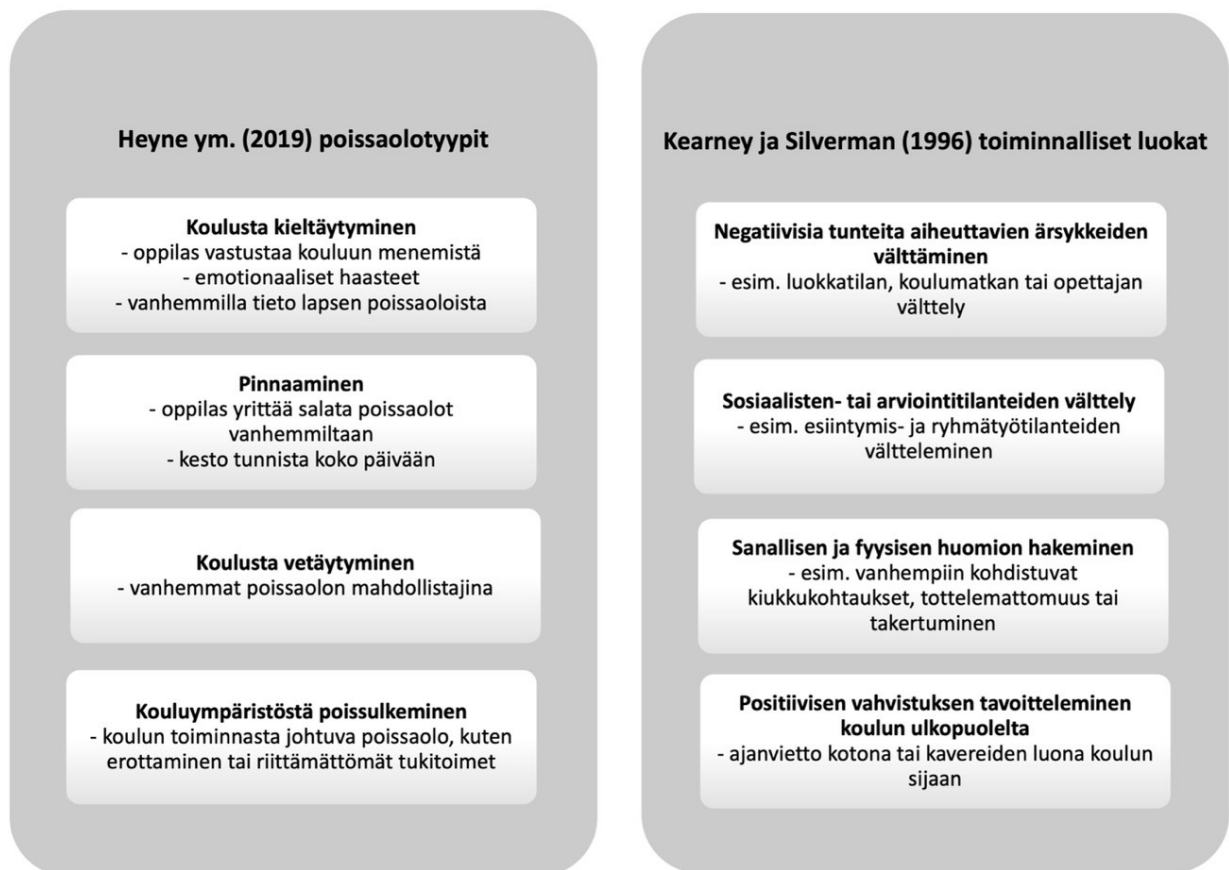 Heyne ym. (2019) poissaolotyypit
Koulusta kieltäytyminen
- oppilas vastustaa kouluun menemistä
- emotionaaliset haasteet
- vanhemmilla tieto lapsen poissaoloista
Pinnaaminen
- oppilas yrittää salata poissaolot
vanhemmiltaan
- kesto tunnista koko päivään
Koulusta vetäytyminen
- vanhemmat poissaolon mahdollistajina
Kouluympäristöstä poissulkeminen
- koulun toiminnasta johtuva poissaolo, kuten
erottaminen tai riittämättömät tukitoimet
Kearney ja Silverman (1996) toiminnalliset luokat
Negatiivisia tunteita aiheuttavien ärsykkeiden
välttäminen
- esim. luokkatilan, koulumatkan tai opettajan
välttely
Sosiaalisten- tai arviointitilanteiden välttely
- esim. esiintymis- ja ryhmätyötilanteiden
vältteleminen
Sanallisen ja fyysisen huomion hakeminen
- esim. vanhempiin kohdistuvat
kiukkukohtaukset, tottelemattomuus tai
takertuminen
Positiivisen vahvistuksen tavoitteleminen
koulun ulkopuolelta
- ajanvietto kotona tai kavereiden luona koulun
sijaan